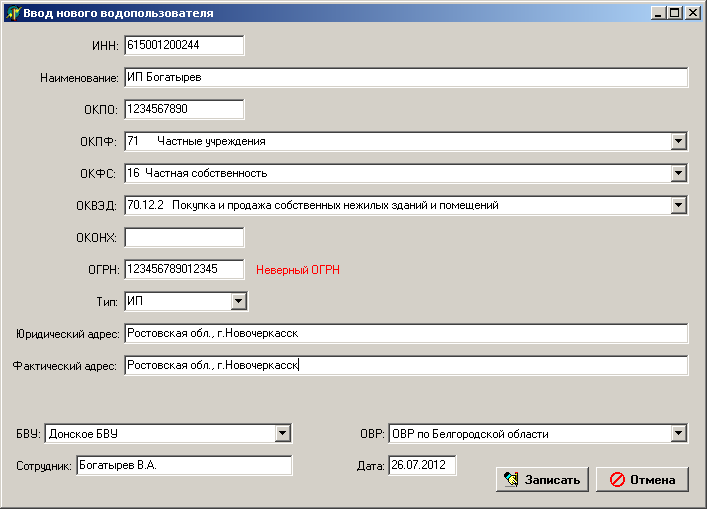 Ввод нового водопользователя
ИНН: 615001200244
Наименование: ИП Богатырев
ОКПО: 1234567890
ОКПФ: 71 Частные учреждения
ОКФС: 16 Частная собственность
ОКВЭД: 70.12.2 Покупка и продажа собственных нежилых зданий и помещений
ОКОНХ:
ОГРН: 123456789012345 Неверный ОГРН
Тип: ИП
Юридический адрес: Ростовская обл., г.Новочеркасск
Фактический адрес: Ростовская обл., г.Новочеркасск
БВУ: Донское БВУ ОВР: ОВР по Белгородской области
Сотрудник: Богатырев В.А. Дата: 26.07.2012 Записать Отмена